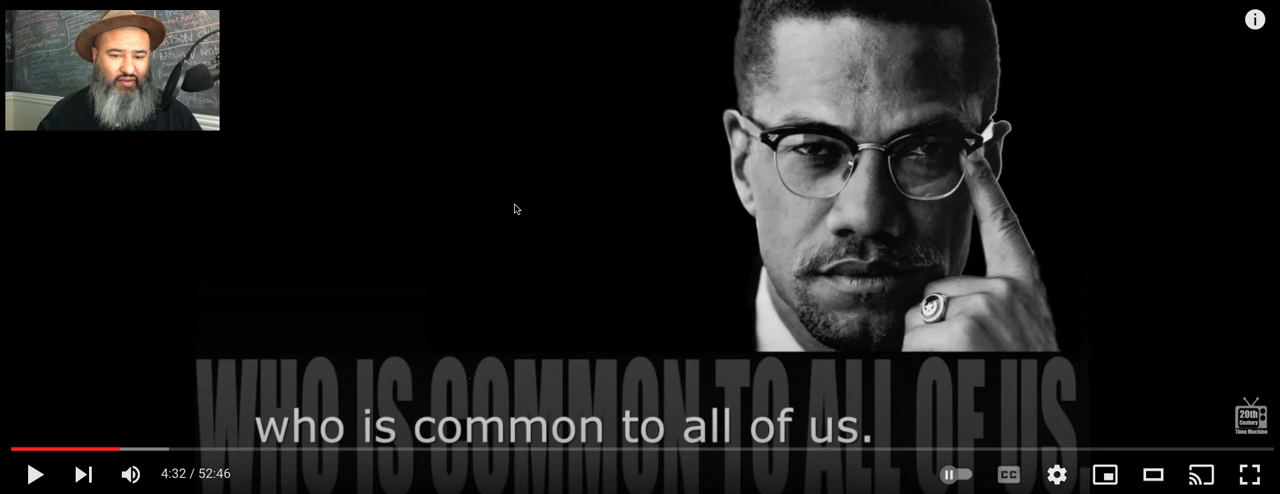 WHO IS COMMON TO ALL OF US.
who is common to all of us.
20th
Century
Time Machine
4:32 / 52:46
CC